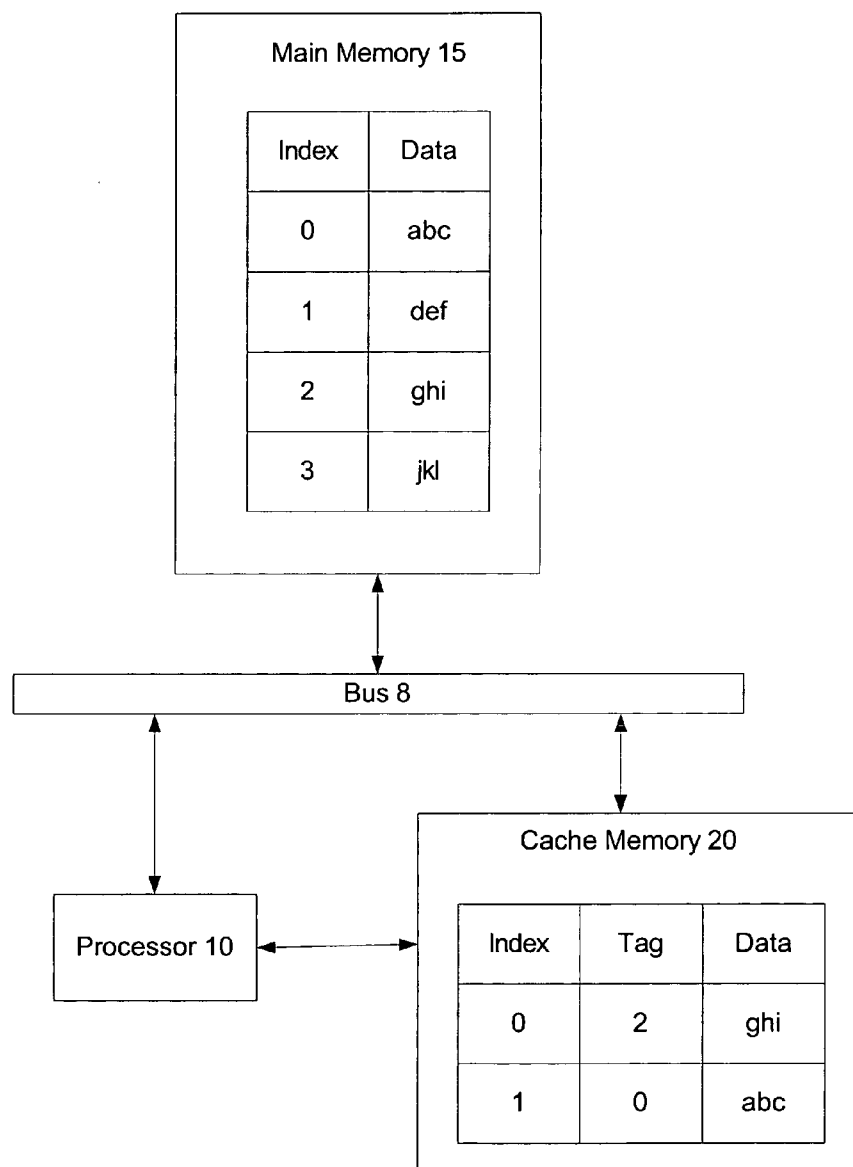 Main Memory 15
Index Data
0 abc
1 def
2 ghi
3 jkl
Bus 8
Cache Memory 20
Processor 10
Index Tag Data
0 2 ghi
1 0 abc